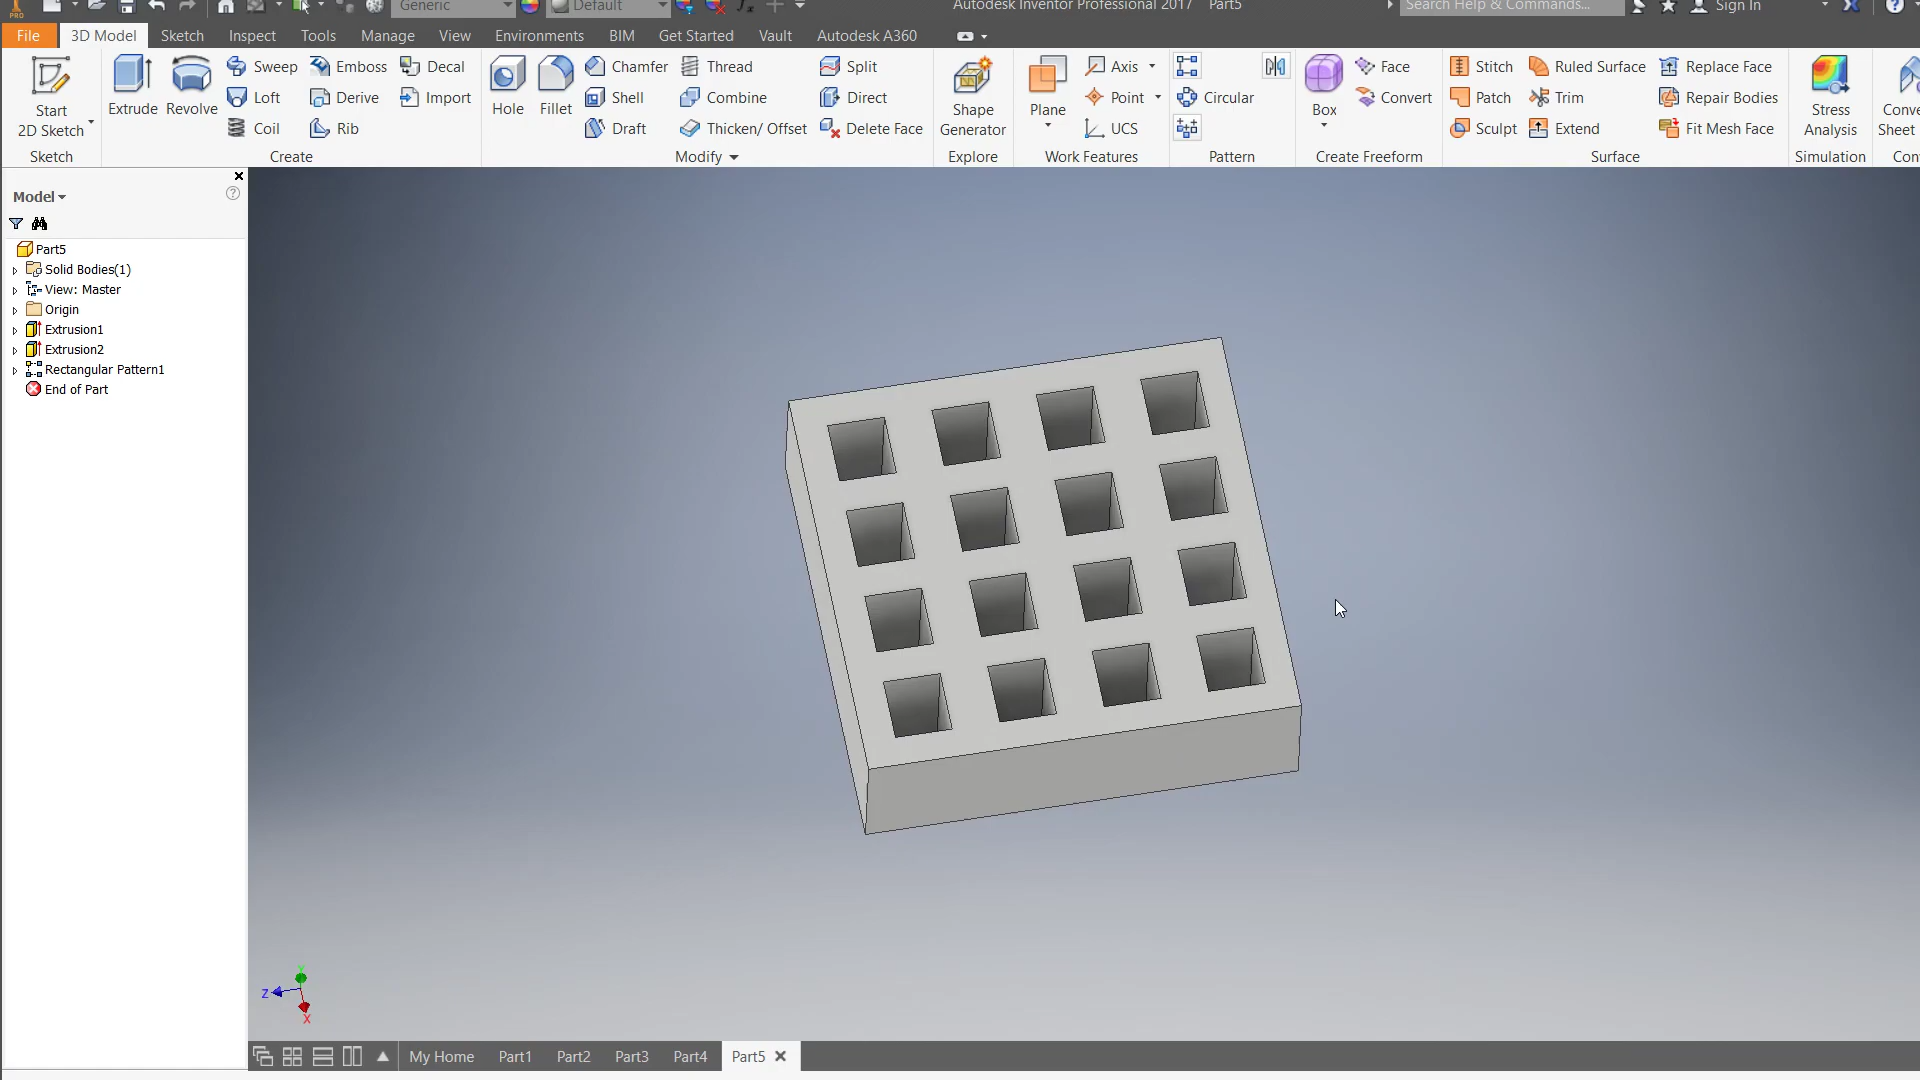 PRO Generic Default Autodesk Inventor Professional 2017 Part5 Search Help & Commands... Sign In
File 3D Model Sketch Inspect Tools Manage View Environments BIM Get Started Vault Autodesk A360
Sweep Emboss Decal Chamfer Thread Split Axis Face Stitch Ruled Surface Replace Face
Start 2D Sketch Extrude Revolve Loft Derive Import Hole Fillet Shell Combine Direct Shape Generator Plane Point Circular Box Convert Patch Trim Repair Bodies Stress Analysis
Coil Rib Draft Thicken/ Offset Delete Face UCS Sculpt Extend Fit Mesh Face Sheet
Sketch Create Modify Explore Work Features Pattern Create Freeform Surface Simulation
Model
Part5
Solid Bodies(1)
View: Master
Origin
Extrusion1
Extrusion2
Rectangular Pattern1
End of Part
Y
Z
X
My Home Part1 Part2 Part3 Part4 Part5